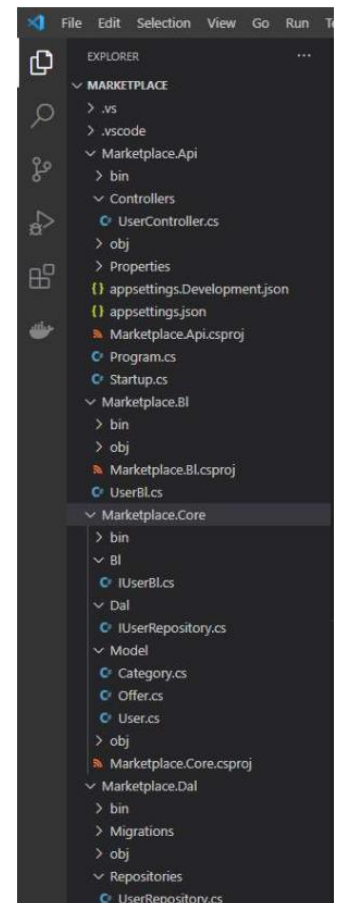 File Edit Selection View Go Run
EXPLORER ...
MARKETPLACE
.vs
.vscode
Marketplace.Api
bin
Controllers
UserController.cs
obj
Properties
{} appsettings.Development.json
{} appsettings.json
Marketplace.Api.csproj
C# Program.cs
C# Startup.cs
Marketplace.Bl
bin
obj
Marketplace.Bl.csproj
C# UserBl.cs
Marketplace.Core
bin
Bl
C# IUserBl.cs
Dal
C# IUserRepository.cs
Model
C# Category.cs
C# Offer.cs
C# User.cs
obj
Marketplace.Core.csproj
Marketplace.Dal
bin
Migrations
obj
Repositories
C# UserRepository.cs